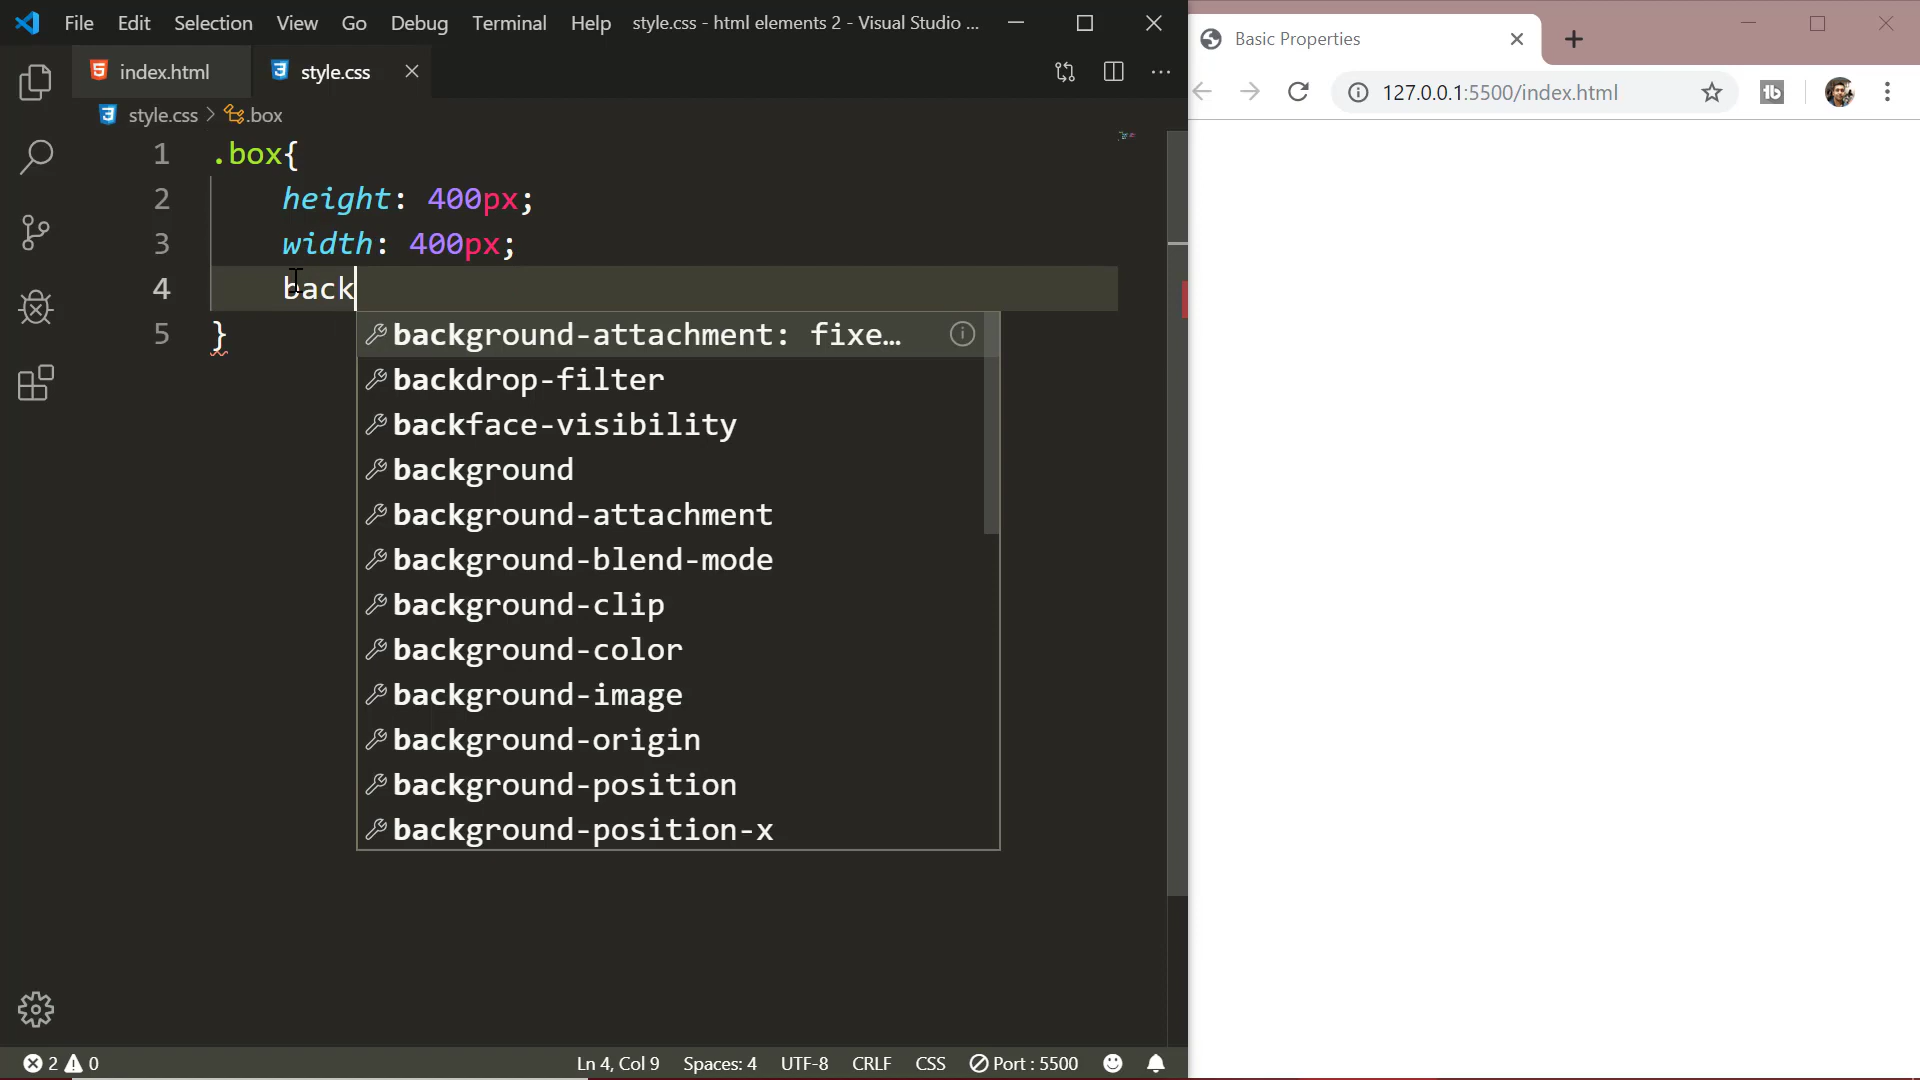 File Edit Selection View Go Debug Terminal Help style.css - html elements 2 - Visual Studio ...
Basic Properties
index.html style.css
127.0.0.1:5500/index.html
style.css > .box
1 .box{
2 height: 400px;
3 width: 400px;
4 back
5 }
background-attachment: fixe...
backdrop-filter
backface-visibility
background
background-attachment
background-blend-mode
background-clip
background-color
background-image
background-origin
background-position
background-position-x
2 0 Ln 4, Col 9 Spaces: 4 UTF-8 CRLF CSS Port : 5500